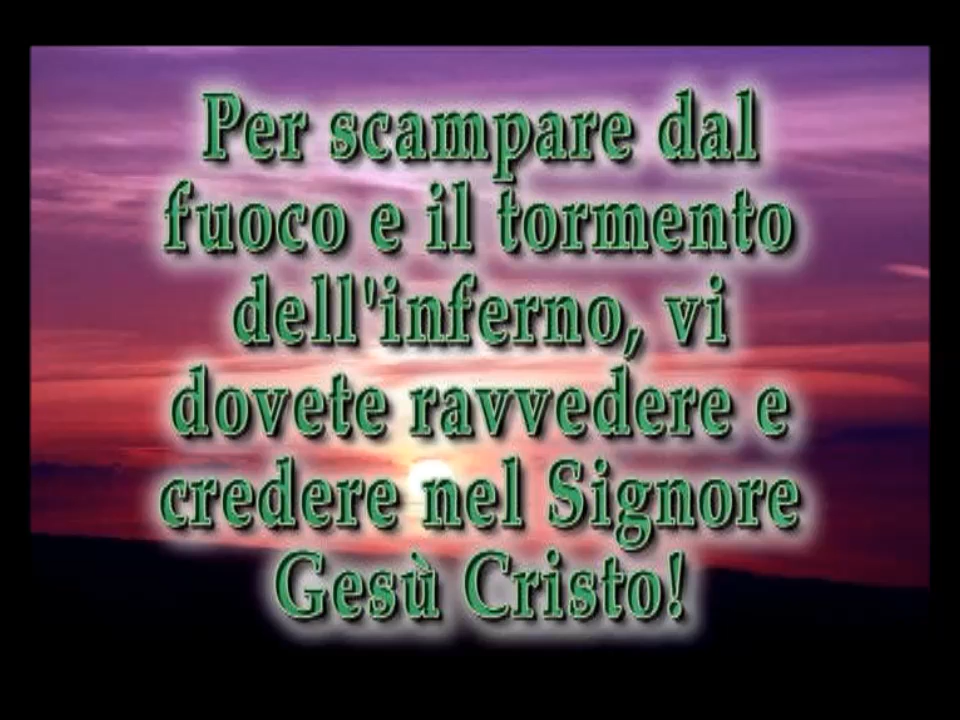 Per scampare dal
fuoco e il tormento
dell'inferno, vi
dovete ravvedere e
credere nel Signore
Gesù Cristo!